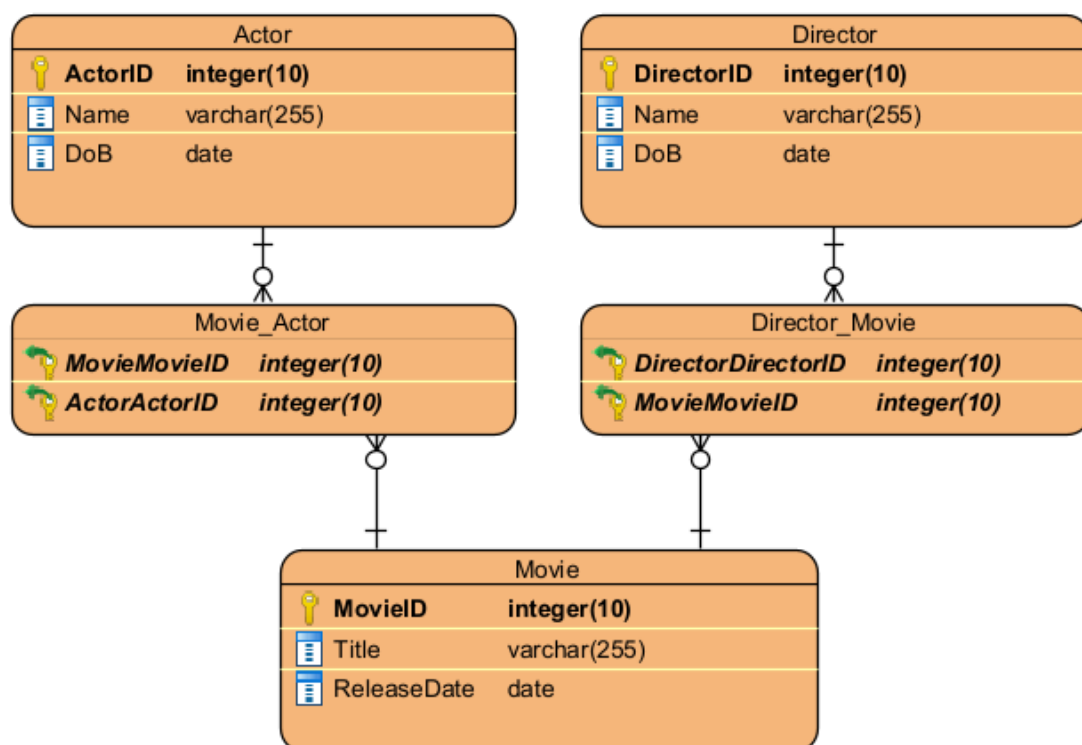 Actor
ActorID integer(10)
Name varchar(255)
DoB date
Director
DirectorID integer(10)
Name varchar(255)
DoB date
Movie_Actor
MovieMovieID integer(10)
ActorActorID integer(10)
Director_Movie
DirectorDirectorID integer(10)
MovieMovieID integer(10)
Movie
MovieID integer(10)
Title varchar(255)
ReleaseDate date